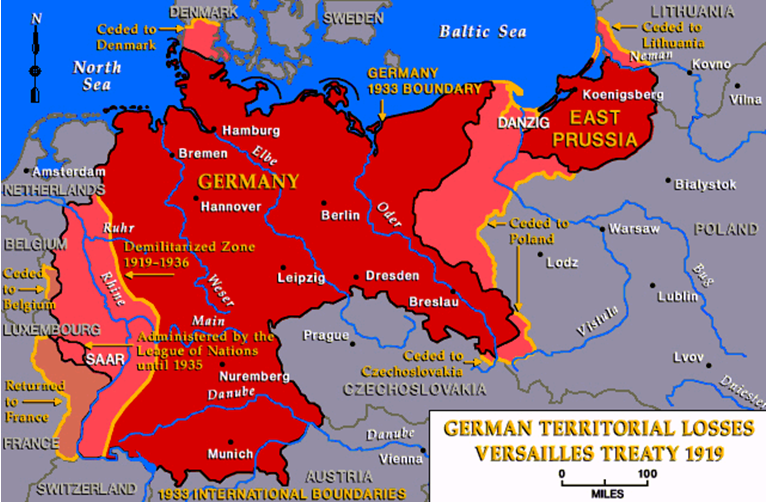 DENMARK
SWEDEN
LITHUANIA
N
Ceded to
Denmark
Baltic Sea
Ceded to
Lithuania
North
Sea
Neman
Kovno
GERMANY
1933 BOUNDARY
Koenigsberg
Vilna
DANZIG
EAST
PRUSSIA
Hamburg
Bremen
Elbe
Amsterdam
NETHERLANDS
GERMANY
Bialystok
Hannover
Berlin
Oder
Ruhr
Ceded to
Poland
Warsaw
POLAND
BELGIUM
Demilitarized Zone
1919-1936
Lodz
Bug
Ceded
to
Belgium
Rhine
Weser
Leipzig
Dresden
Breslau
Lublin
LUXEMBOURG
Main
Vistula
Administered by the
League of Nations
until 1935
Prague
SAAR
Ceded to
Czechoslovakia
Lvov
Returned
to
France
Nuremberg
CZECHOSLOVAKIA
Dniester
Danube
FRANCE
Munich
Danube
Vienna
GERMAN TERRITORIAL LOSSES
VERSAILLES TREATY 1919
0 100
MILES
AUSTRIA
SWITZERLAND
1933 INTERNATIONAL BOUNDARIES